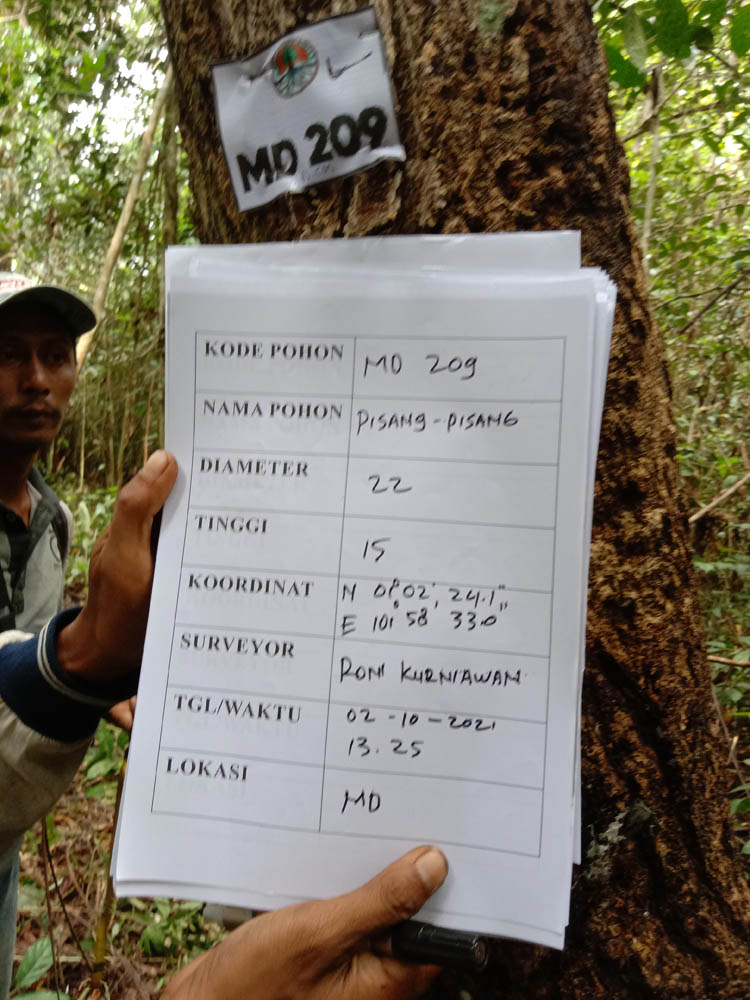 MD 209
KODE POHON MD 209
NAMA POHON PISANG-PISANG
DIAMETER 22
TINGGI 15
KOORDINAT N 01° 02' 24.1"
E 101° 58' 33.0"
SURVEYOR RONI KURNIAWAN
TGL/WAKTU 02-10-2021
13.25
LOKASI MD